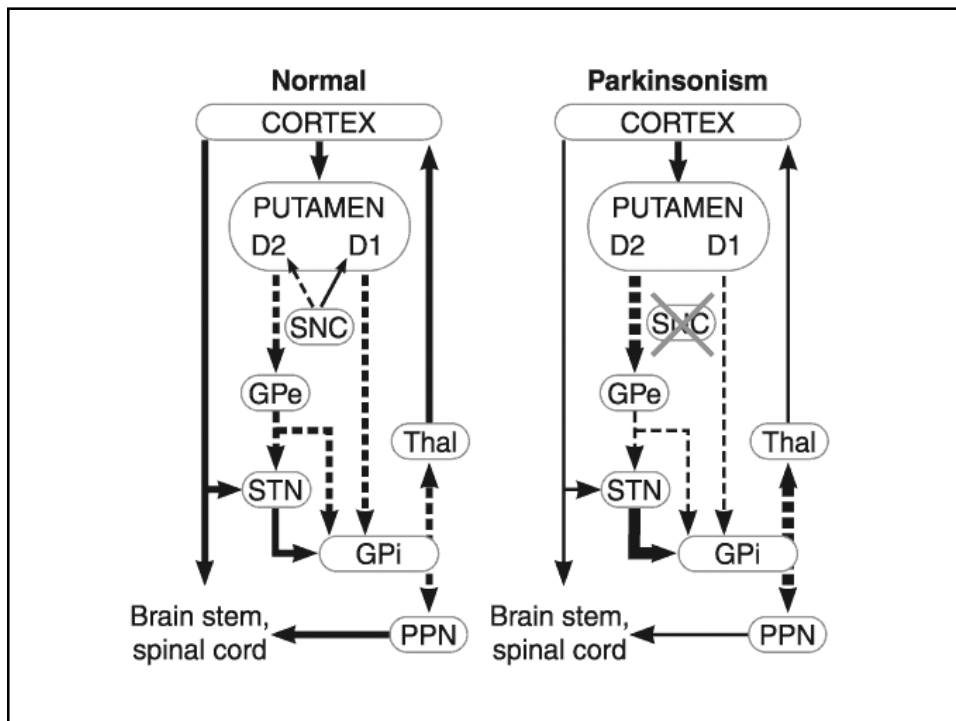 Normal
CORTEX
PUTAMEN
D2 D1
SNC
GPe
Thal
STN
GPi
Brain stem,
spinal cord
PPN
Parkinsonism
CORTEX
PUTAMEN
D2 D1
SNC
GPe
Thal
STN
GPi
Brain stem,
spinal cord
PPN